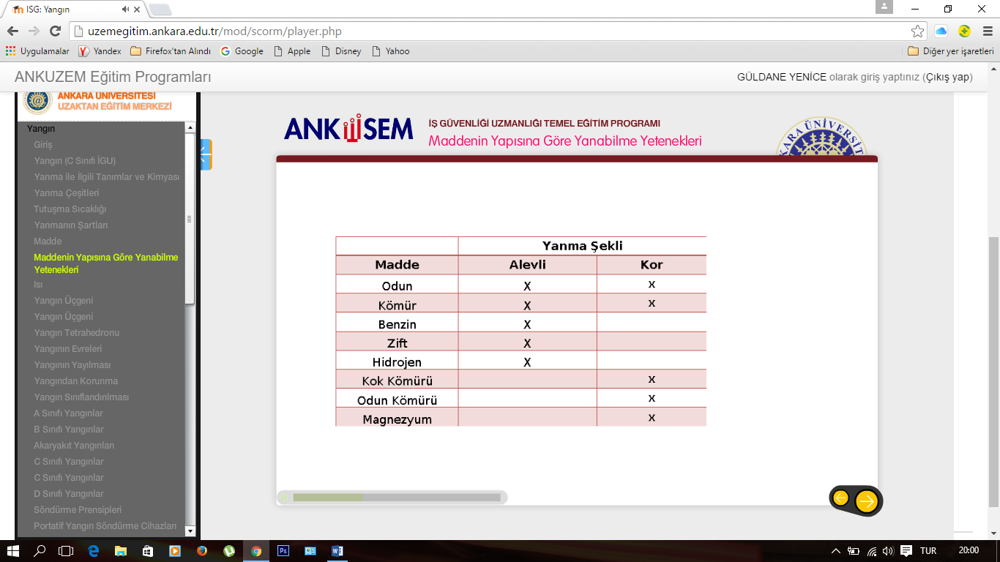 ISG: Yangın
uzemegitim.ankara.edu.tr/mod/scorm/player.php
Uygulamalar Yandex Firefox'tan Alındı Google Apple Disney Yahoo Diğer yer işaretleri
ANKUZEM Eğitim Programları
GÜLDANE YENİCE olarak giriş yaptınız (Çıkış yap)
ANKARA ÜNİVERSİTESİ
UZAKTAN EĞİTİM MERKEZİ
Yangın
Giriş
Yangın (C Sınıfı İGU)
Yanma ile İlgili Tanımlar ve Kimyası
Yanma Çeşitleri
Tutuşma Sıcaklığı
Yanmanın Şartları
Madde
Maddenin Yapısına Göre Yanabilme
Yetenekleri
Isı
Yangın Üçgeni
Yangın Üçgeni
Yangın Tetrahedronu
Yangının Evreleri
Yangının Yayılması
Yangından Korunma
Yangın Sınıflandırılması
A Sınıfı Yangınlar
B Sınıfı Yangınlar
Akaryakıt Yangınları
C Sınıfı Yangınlar
C Sınıfı Yangınlar
D Sınıfı Yangınlar
Söndürme Prensipleri
Portatif Yangın Söndürme Cihazları
ANKÜSEM
İŞ GÜVENLİĞİ UZMANLIĞI TEMEL EĞİTİM PROGRAMI
Maddenin Yapısına Göre Yanabilme Yetenekleri
KARA ÜNİVERSİT
Yanma Şekli
Madde Alevli Kor
Odun X x
Kömür X x
Benzin X
Zift X
Hidrojen X
Kok Kömürü x
Odun Kömürü x
Magnezyum x
TUR 20:00